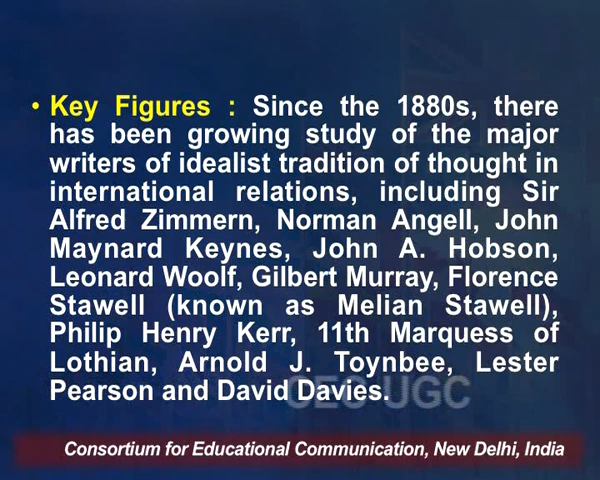 • Key Figures : Since the 1880s, there
has been growing study of the major
writers of idealist tradition of thought in
international relations, including Sir
Alfred Zimmern, Norman Angell, John
Maynard Keynes, John A. Hobson,
Leonard Woolf, Gilbert Murray, Florence
Stawell (known as Melian Stawell),
Philip Henry Kerr, 11th Marquess of
Lothian, Arnold J. Toynbee, Lester
Pearson and David Davies.
CEC-UGC
Consortium for Educational Communication, New Delhi, India